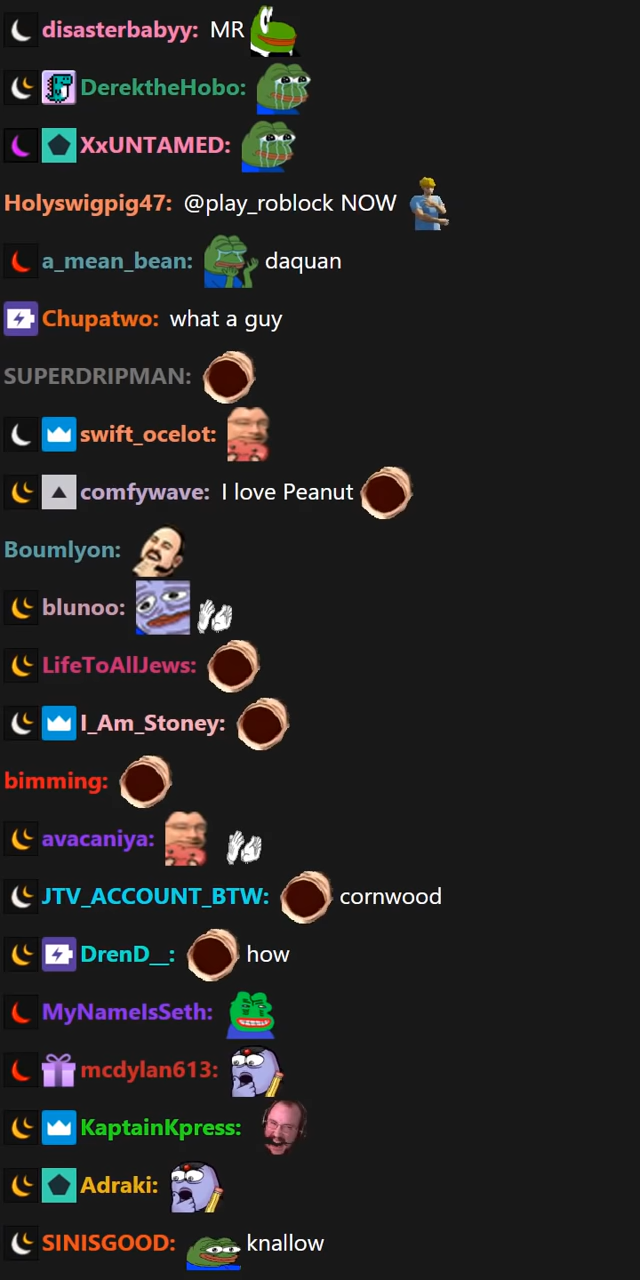 disasterbabyy: MR
DerektheHobo:
XxUNTAMED:
Holyswigpig47: @play_roblock NOW
a_mean_bean: daquan
Chupatwo: what a guy
SUPERDRIPMAN:
swift_ocelot:
comfywave: I love Peanut
Boumlyon:
blunoo:
LifeToAllJews:
I_Am_Stoney:
bimming:
avacaniya:
JTV_ACCOUNT_BTW: cornwood
DrenD__: how
MyNameIsSeth:
mcdylan613:
KaptainKpress:
Adraki:
SINISGOOD: knallow